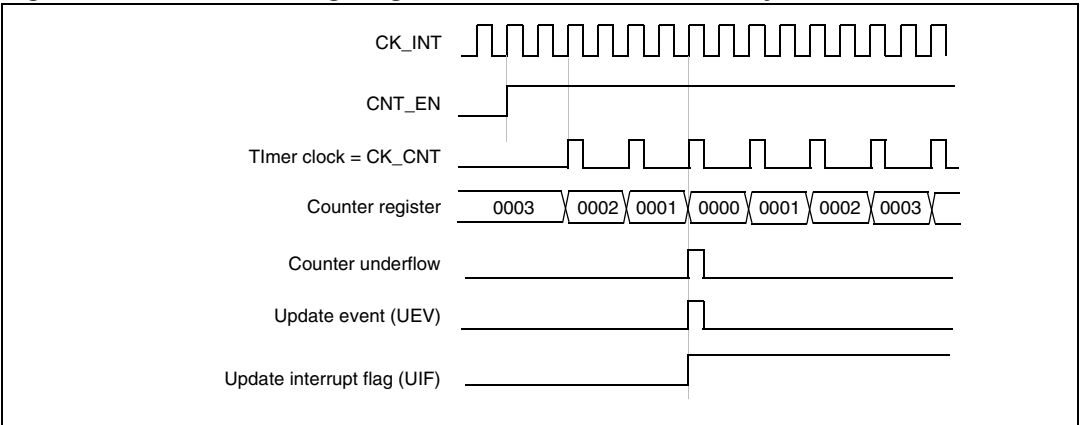 CK_INT
CNT_EN
TImer clock = CK_CNT
Counter register 0003 0002 0001 0000 0001 0002 0003
Counter underflow
Update event (UEV)
Update interrupt flag (UIF)